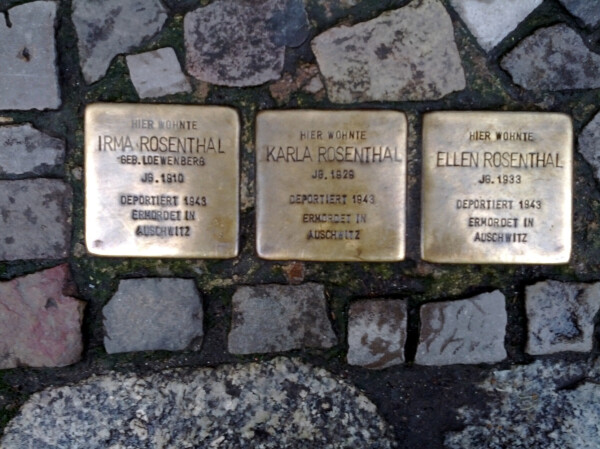 HIER WOHNTE
IRMA ROSENTHAL
GEB. LOEWENBERG
JG. 1910
DEPORTIERT 1943
ERMORDET IN
AUSCHWITZ
HIER WOHNTE
KARLA ROSENTHAL
JG. 1929
DEPORTIERT 1943
ERMORDET IN
AUSCHWITZ
HIER WOHNTE
ELLEN ROSENTHAL
JG. 1933
DEPORTIERT 1943
ERMORDET IN
AUSCHWITZ